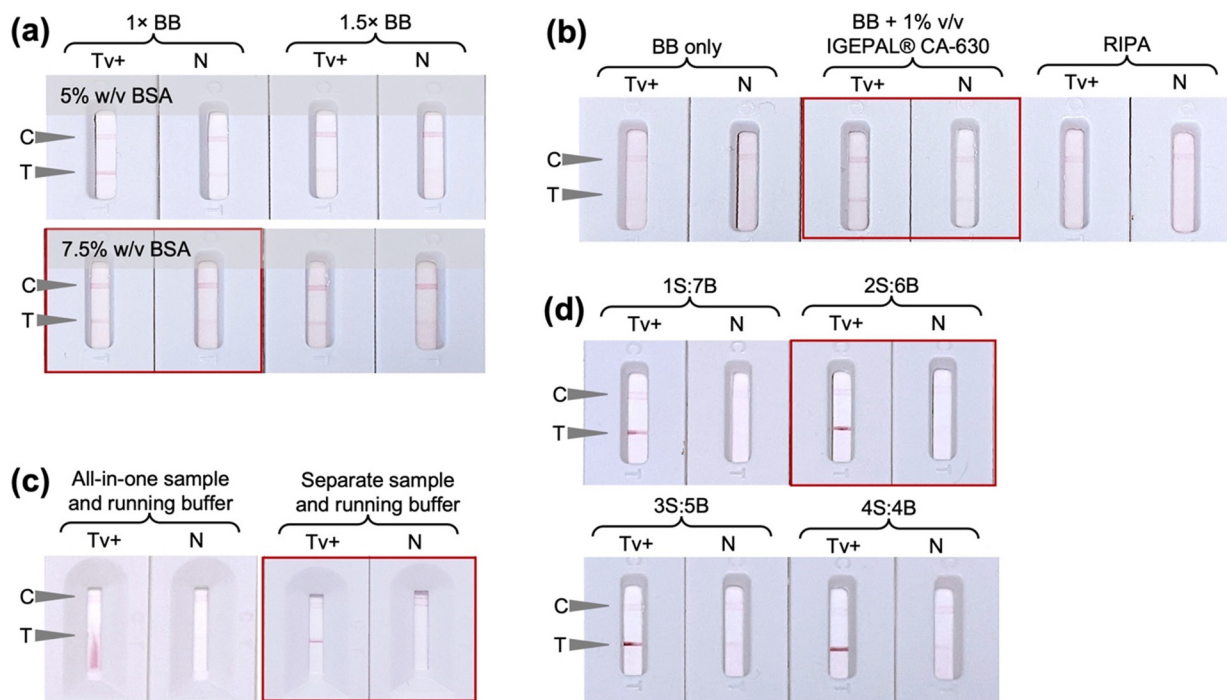 (a)
1× BB
1.5× BB
Tv+
N
Tv+
N
5% w/v BSA
C
T
7.5% w/v BSA
C
T
(b)
BB only
BB + 1% v/v
IGEPAL® CA-630
RIPA
Tv+
N
Tv+
N
Tv+
N
C
T
(c)
All-in-one sample
and running buffer
Separate sample
and running buffer
Tv+
N
Tv+
N
C
T
(d)
1S:7B
2S:6B
Tv+
N
Tv+
N
C
T
3S:5B
4S:4B
Tv+
N
Tv+
N
C
T